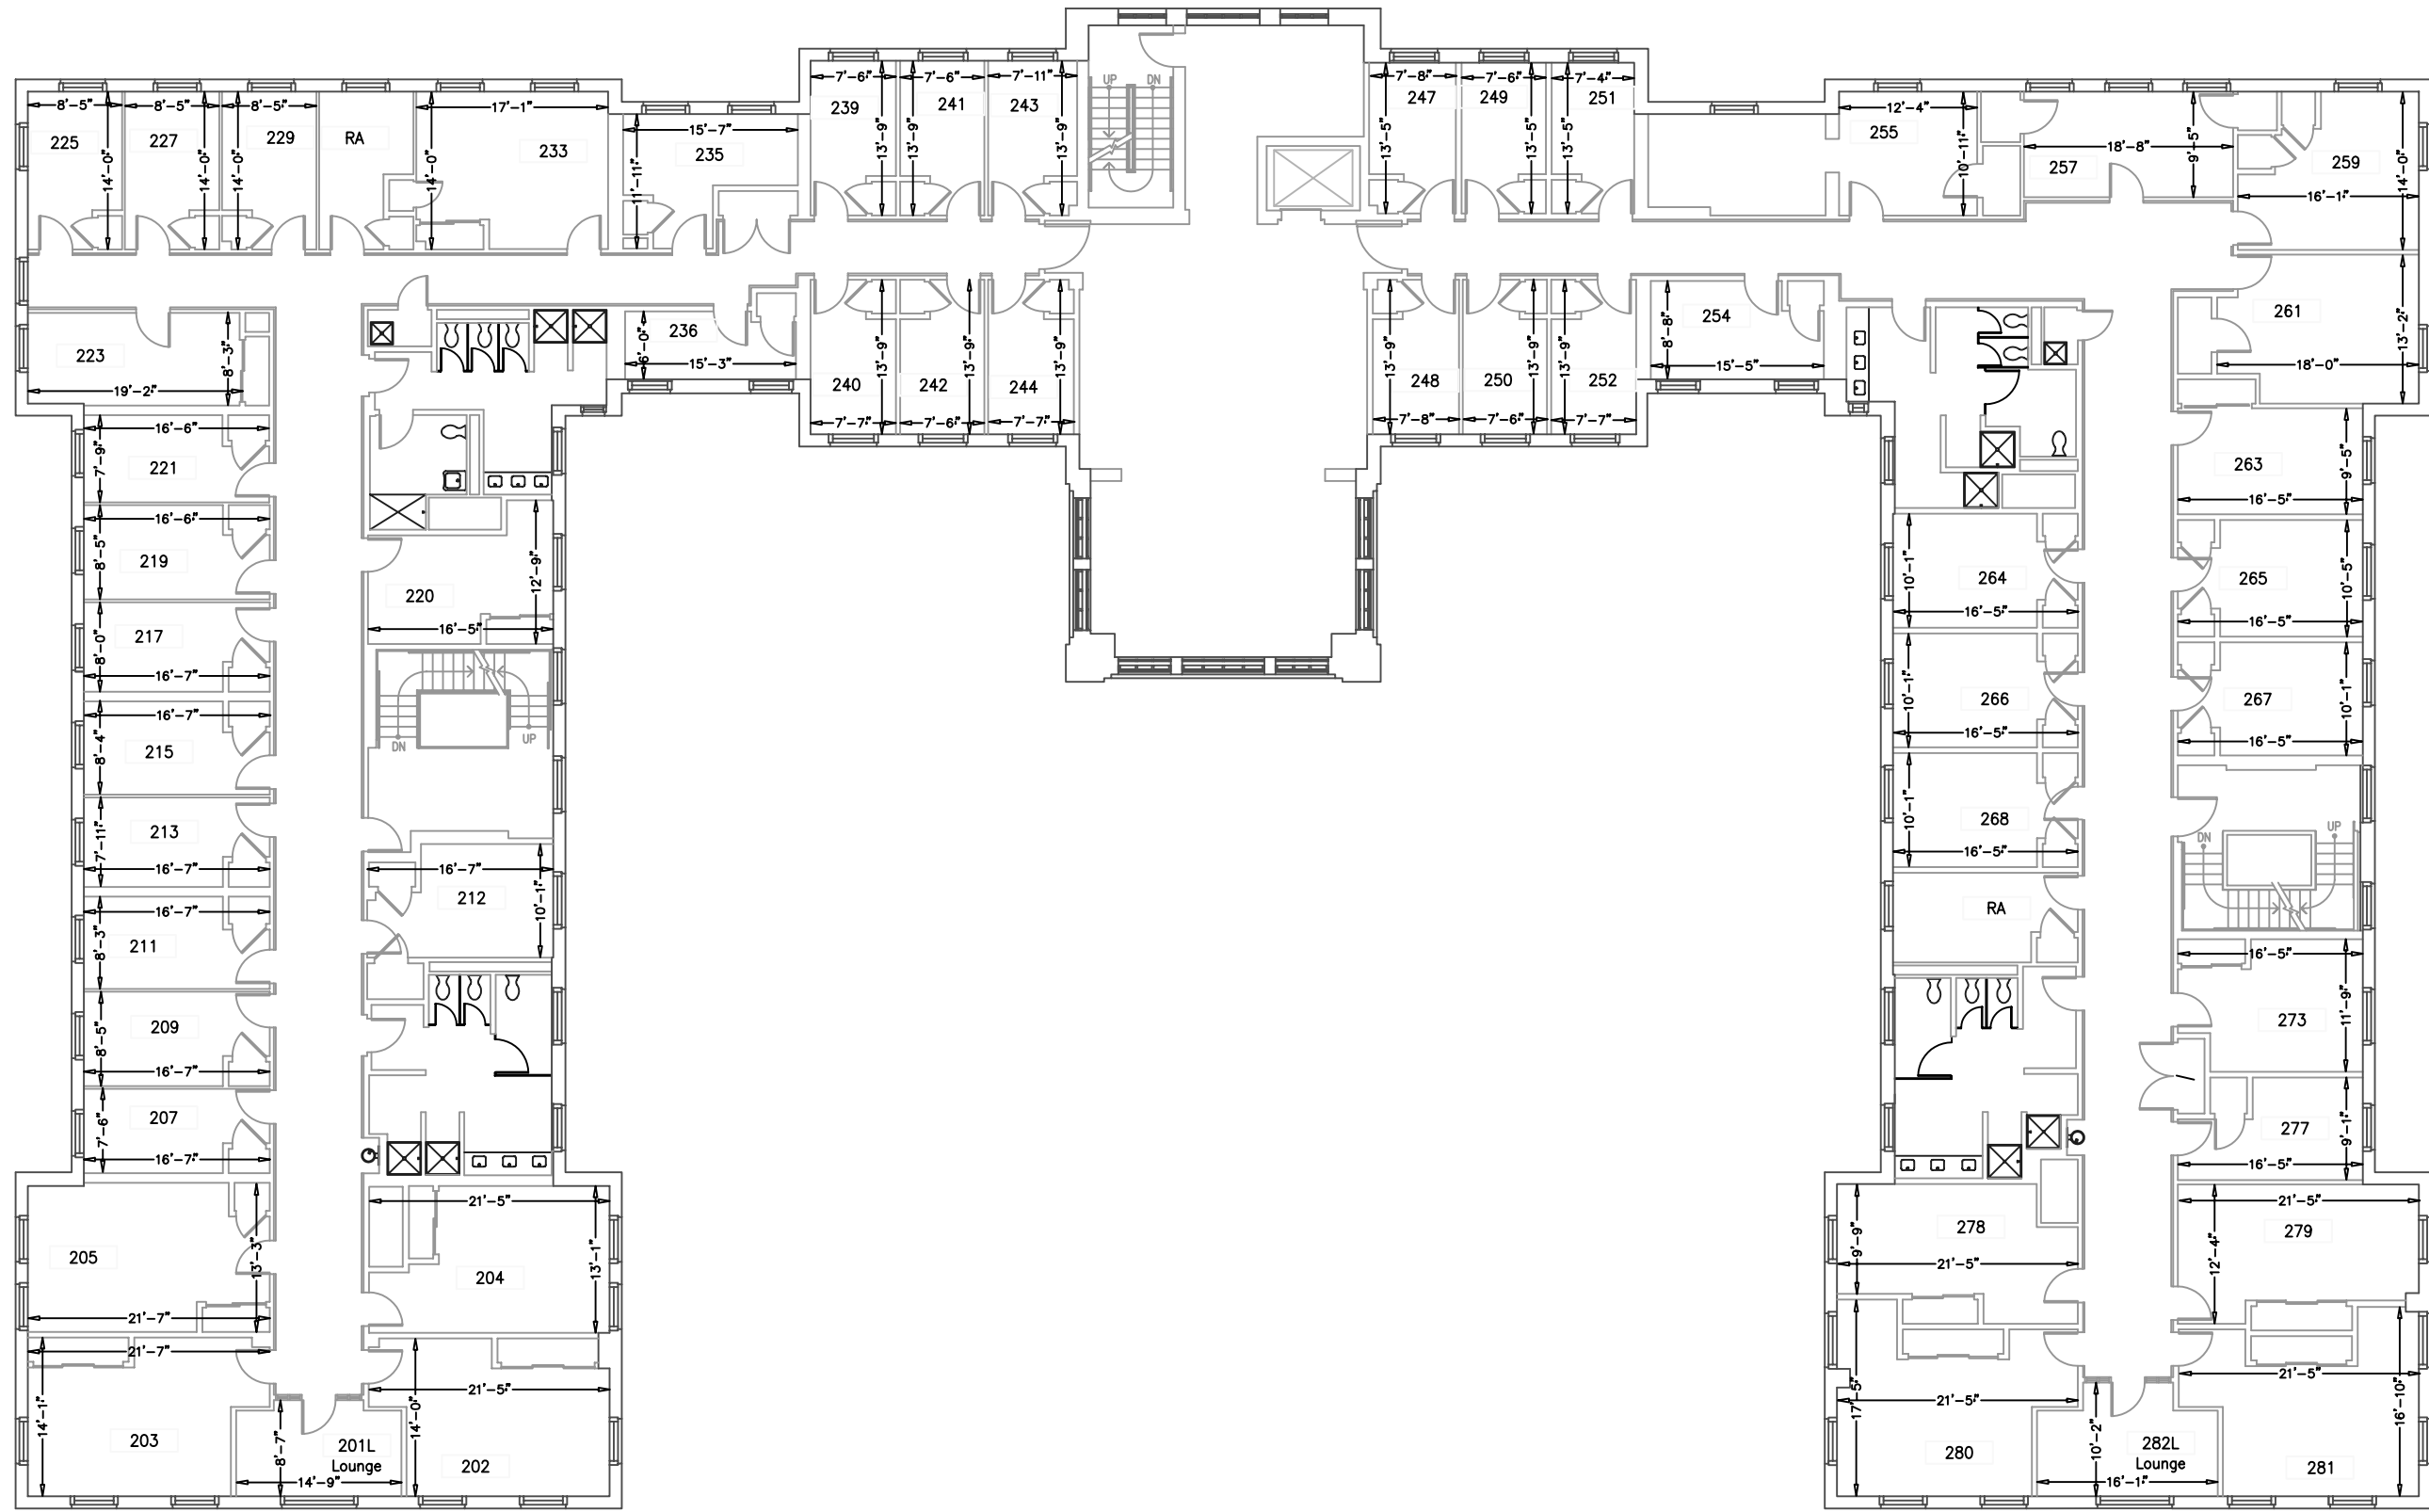 UP DN
7'-6" 7'-6" 7'-11" 7'-8" 7'-6" 7'-4"
239 241 243 247 249 251
13'-9" 13'-9" 13'-9" 13'-5" 13'-5" 13'-5"
8'-5" 8'-5" 8'-5" 17'-1" 15'-7" 12'-4"
225 227 229 RA 233 235 255 257 259
14'-0" 14'-0" 14'-0" 14'-0" 11'-11" 10'-11" 18'-8" 9'-5" 14'-0"
16'-1"
223 8'-3" 19'-2"
236 6'-0" 15'-3"
240 242 244 248 250 252
13'-9" 13'-9" 13'-9" 13'-9" 13'-9" 13'-9"
7'-7" 7'-6" 7'-7" 7'-8" 7'-6" 7'-7"
254 8'-8" 15'-5"
261 13'-2" 18'-0"
16'-6" 7'-9" 221
263 9'-5" 16'-5"
16'-6" 8'-5" 219
220 12'-9" 16'-5"
264 10'-1" 16'-5"
265 10'-5" 16'-5"
217 8'-0" 16'-7"
266 10'-1" 16'-5"
267 10'-1" 16'-5"
16'-7" 8'-4" 215
DN UP
213 7'-11" 16'-7"
268 10'-1" 16'-5"
DN UP
16'-7" 212 10'-1"
16'-7" 8'-3" 211
RA
16'-5" 273 11'-9"
209 8'-5" 16'-7"
207 7'-6" 16'-7"
277 9'-1" 16'-5"
205 13'-3" 21'-7"
21'-5" 204 13'-1"
278 9'-9" 21'-5"
21'-5" 279 12'-4"
21'-7" 14'-1" 203
8'-7" 201L
Lounge
14'-9"
21'-5" 14'-0" 202
17'-5" 21'-5" 280
10'-2" 282L
Lounge
16'-1"
21'-5" 16'-10" 281